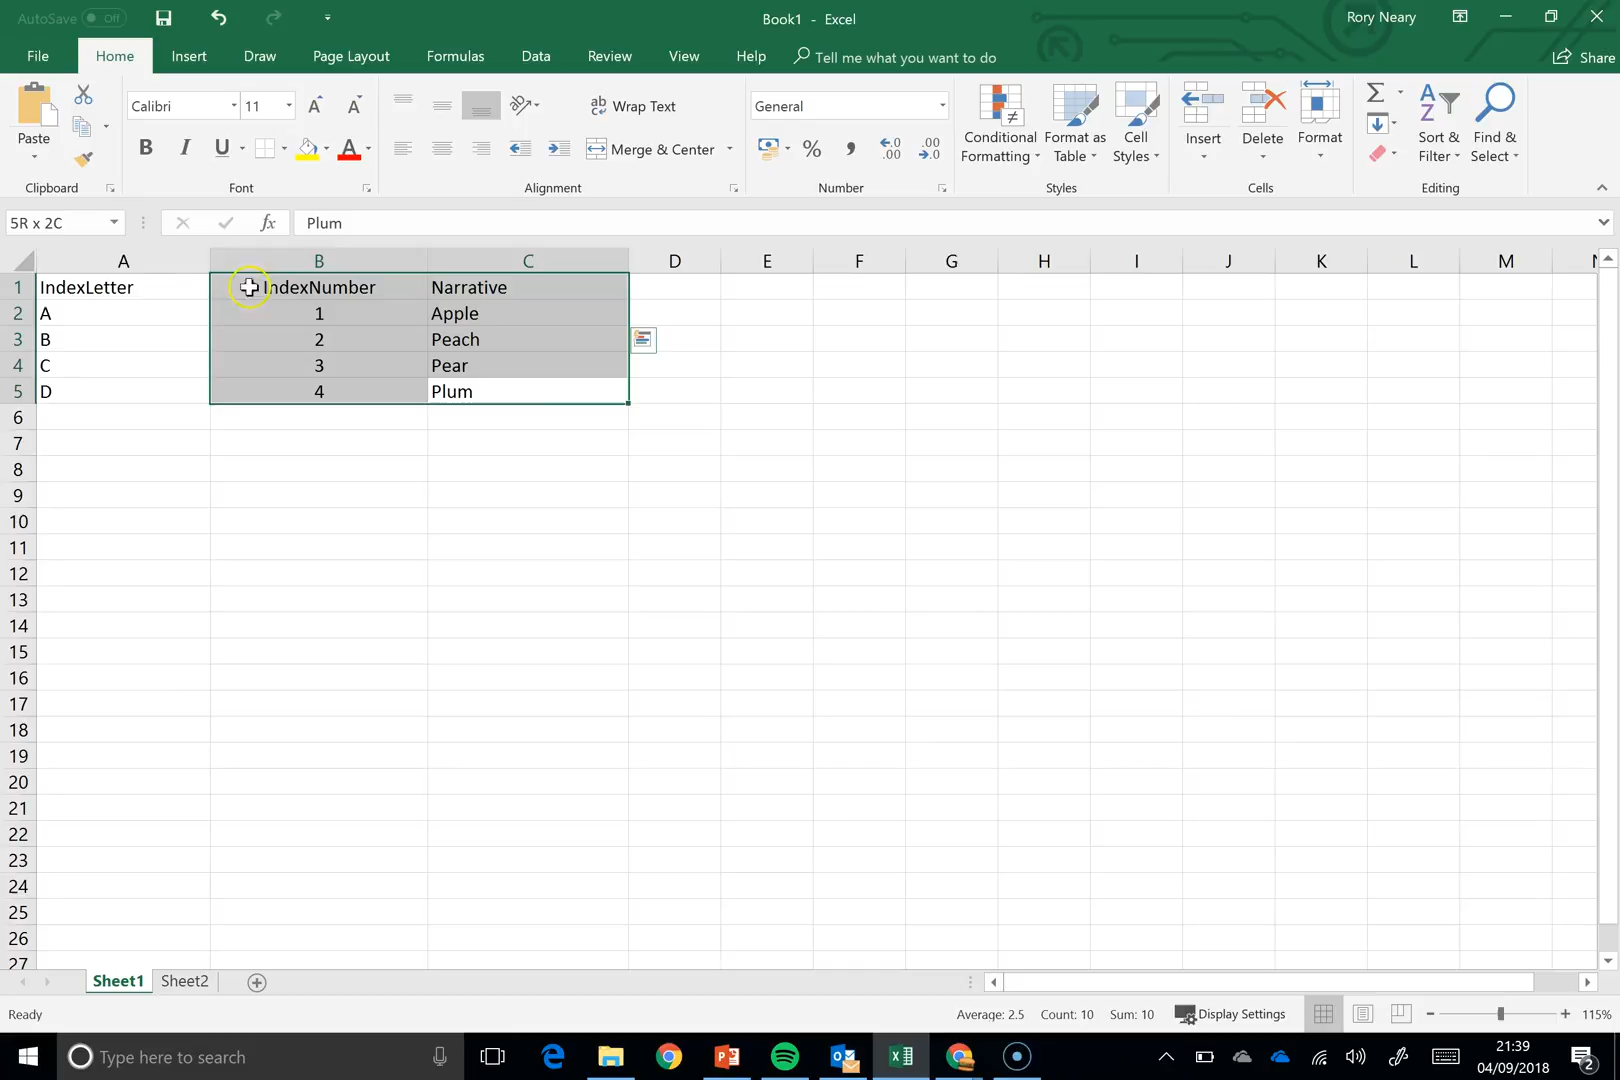 AutoSave Off
Book1 - Excel
Rory Neary
File Home Insert Draw Page Layout Formulas Data Review View Help Tell me what you want to do Share
Calibri 11
Wrap Text
General
Paste
B I U
Merge & Center
% , .0 .00 .00 .0
Conditional Formatting
Format as Table
Cell Styles
Insert
Delete
Format
Sort & Filter
Find & Select
Clipboard Font Alignment Number Styles Cells Editing
5R x 2C fx Plum
A B C D E F G H I J K L M
1 IndexLetter IndexNumber Narrative
2 A 1 Apple
3 B 2 Peach
4 C 3 Pear
5 D 4 Plum
6
7
8
9
10
11
12
13
14
15
16
17
18
19
20
21
22
23
24
25
26
27
Sheet1 Sheet2
Ready
Average: 2.5 Count: 10 Sum: 10 Display Settings 115%
Type here to search
21:39
04/09/2018
2